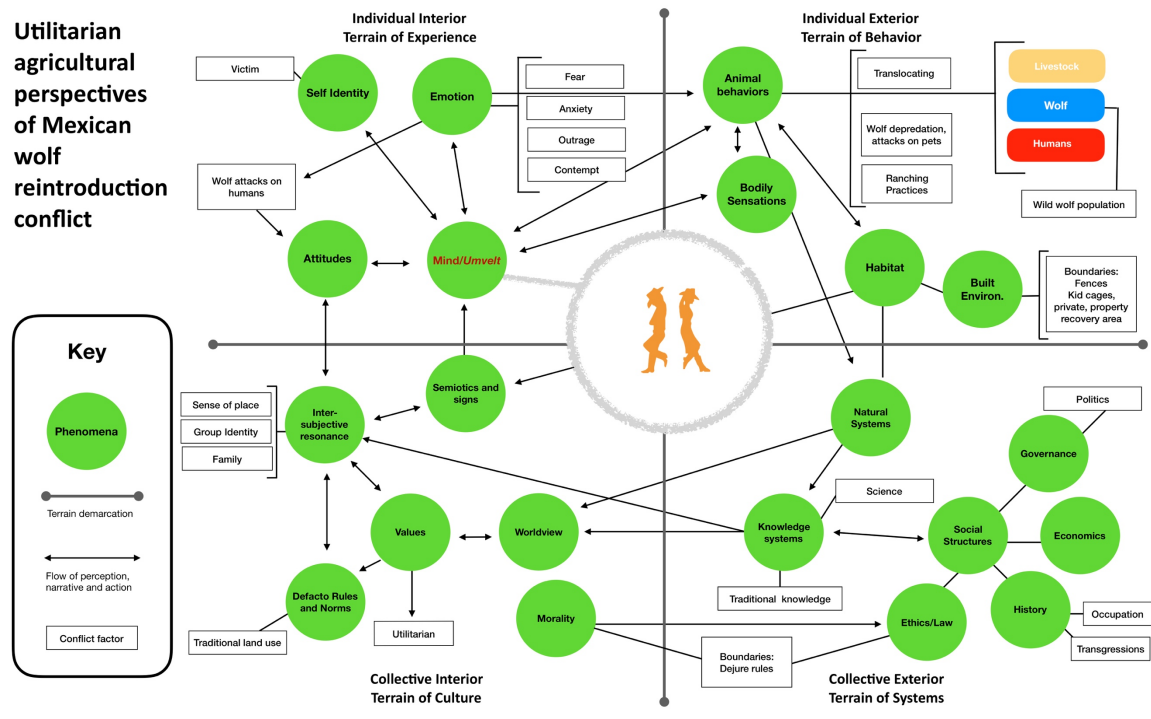 Utilitarian
agricultural
perspectives
of Mexican
wolf
reintroduction
conflict
Individual Interior
Terrain of Experience
Individual Exterior
Terrain of Behavior
Victim
Self Identity
Emotion
Fear
Anxiety
Outrage
Contempt
Animal
behaviors
Translocating
Wolf depredation,
attacks on pets
Ranching
Practices
Livestock
Wolf
Humans
Wild wolf population
Wolf attacks on
humans
Bodily
Sensations
Attitudes
Mind/Umvelt
Habitat
Built
Environ.
Boundaries:
Fences
Kid cages,
private, property
recovery area
Key
Phenomena
Terrain demarcation
Flow of perception,
narrative and action
Conflict factor
Sense of place
Group Identity
Family
Inter-
subjective
resonance
Semiotics and
signs
Natural
Systems
Politics
Governance
Science
Values
Worldview
Knowledge
systems
Social
Structures
Economics
Defacto Rules
and Norms
Traditional land use
Utilitarian
Traditional knowledge
Morality
Ethics/Law
History
Occupation
Transgressions
Boundaries:
Dejure rules
Collective Interior
Terrain of Culture
Collective Exterior
Terrain of Systems